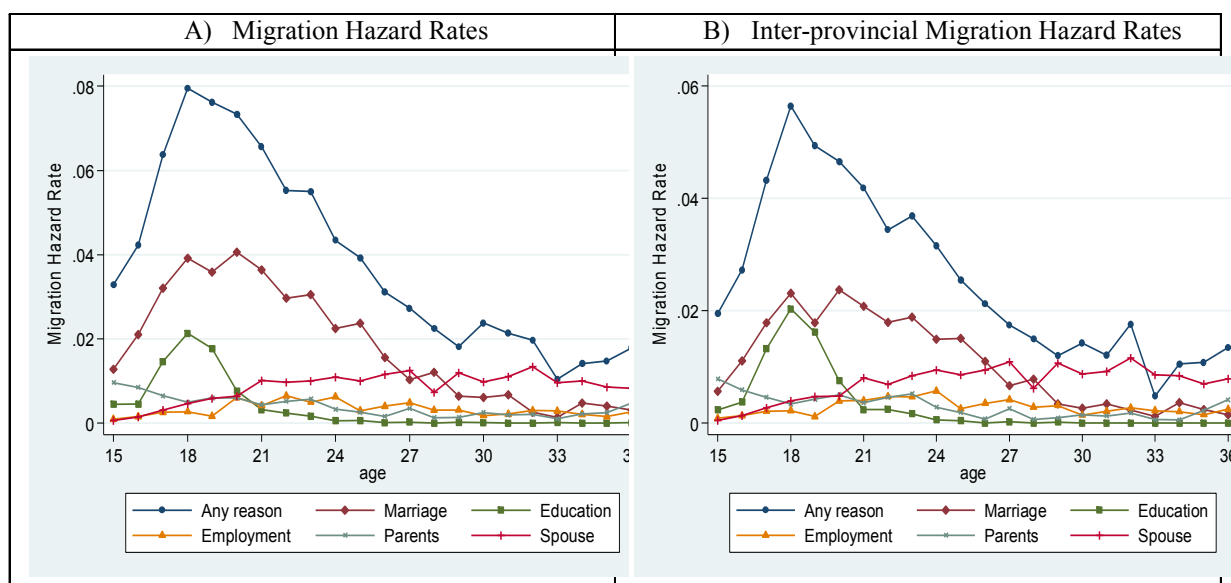 A) Migration Hazard Rates
B) Inter-provincial Migration Hazard Rates
Migration Hazard Rate
.08
.06
.04
.02
0
15 18 21 24 27 30 33
age
Any reason Marriage Education
Employment Parents Spouse
Migration Hazard Rate
.06
.04
.02
0
15 18 21 24 27 30 33 36
age
Any reason Marriage Education
Employment Parents Spouse